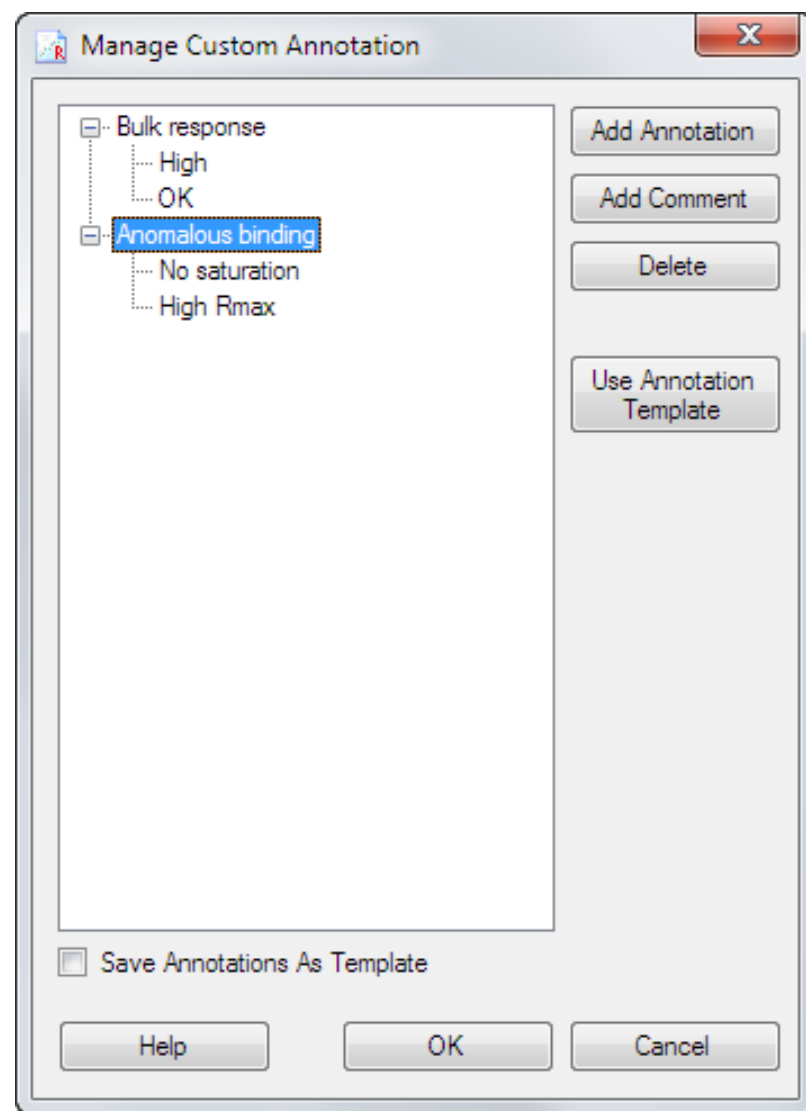 Manage Custom Annotation
Bulk response
High
OK
Anomalous binding
No saturation
High Rmax
Add Annotation
Add Comment
Delete
Use Annotation
Template
Save Annotations As Template
Help
OK
Cancel